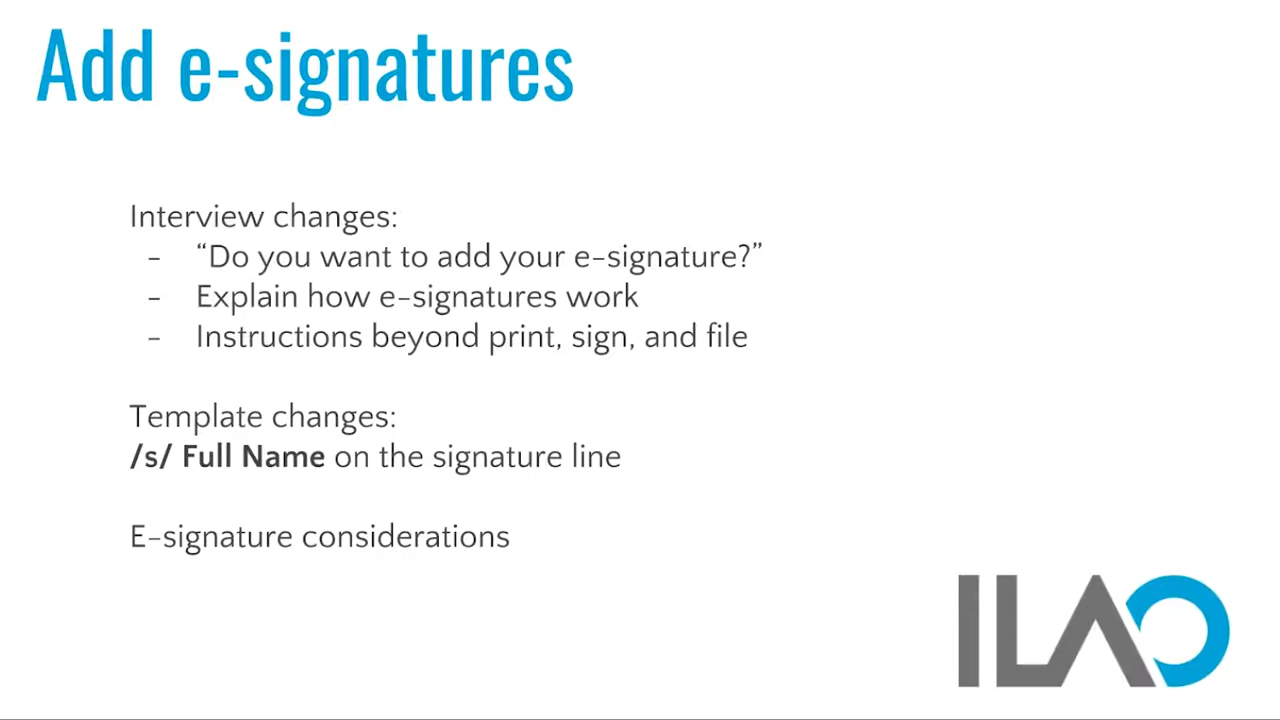 Add e-signatures
Interview changes:
- “Do you want to add your e-signature?”
- Explain how e-signatures work
- Instructions beyond print, sign, and file
Template changes:
/s/ Full Name on the signature line
E-signature considerations
ILAO